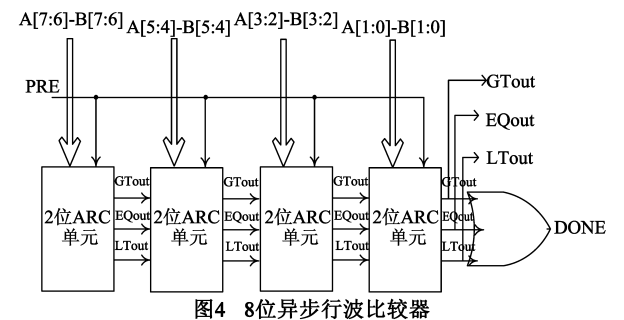 A[7:6]-B[7:6]
A[5:4]-B[5:4]
A[3:2]-B[3:2]
A[1:0]-B[1:0]
PRE
GTout
EQout
LTout
2位ARC
单元
GTout
EQout
LTout
2位ARC
单元
GTout
EQout
LTout
2位ARC
单元
GTout
EQout
LTout
2位ARC
单元
GTout
EQout
LTout
DONE
图4 8位异步行波比较器